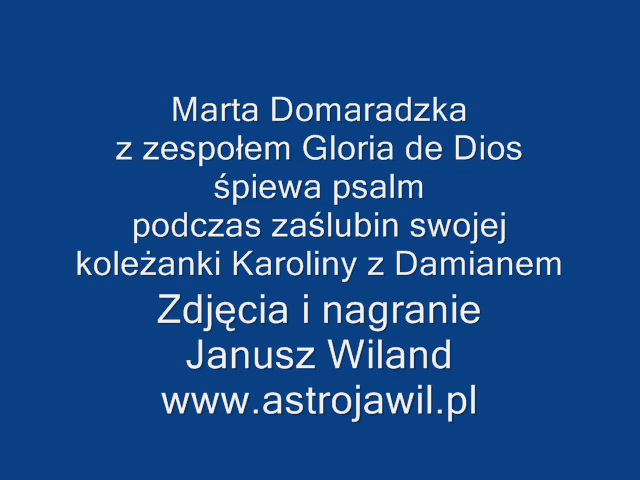 Marta Domaradzka
z zespołem Gloria de Dios
śpiewa psalm
podczas zaślubin swojej
koleżanki Karoliny z Damianem
Zdjęcia i nagranie
Janusz Wiland
www.astrojawil.pl